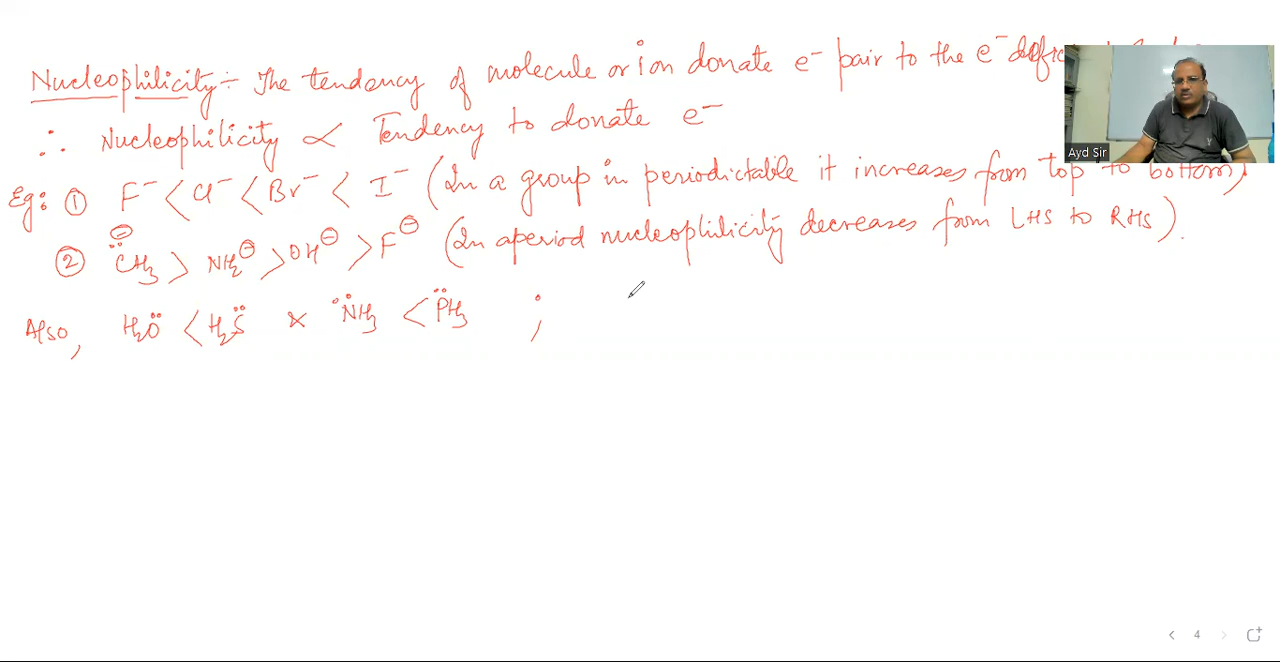 Nucleophilicity :- The tendency of molecule or ion donate e⁻ pair to the e⁻
∴ Nucleophilicity ∝ Tendency to donate e⁻
Eg: ① F⁻ < Cl⁻ < Br⁻ < I⁻ (In a group in periodictable it increases from top to bottom)
② C̈H₃⊖ > NH₂⊖ > OH⊖ > F⊖ (In aperiod nucleophilicity decreases from LHS to RHS).
Also, H₂Ö < H₂S̈ × N̈H₃ < P̈H₃ ;
Ayd Sir
4